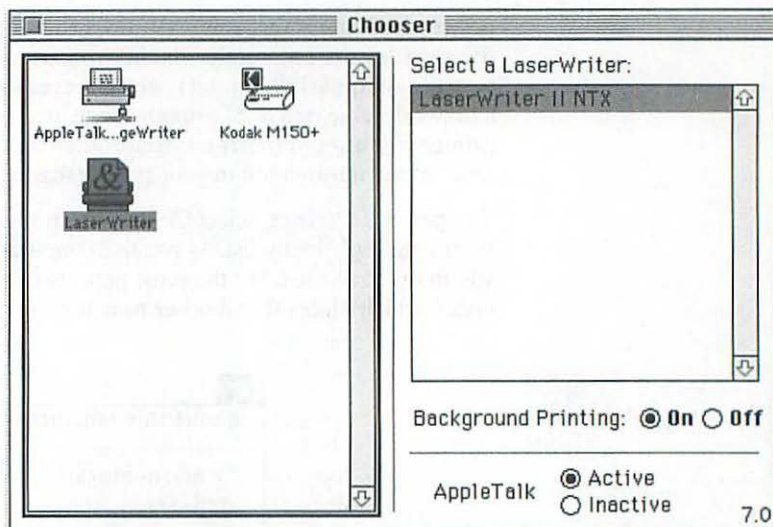 Chooser
AppleTalk...geWriter
Kodak M150+
LaserWriter
Select a LaserWriter:
LaserWriter II NTX
Background Printing: On Off
AppleTalk
Active
Inactive
7.0